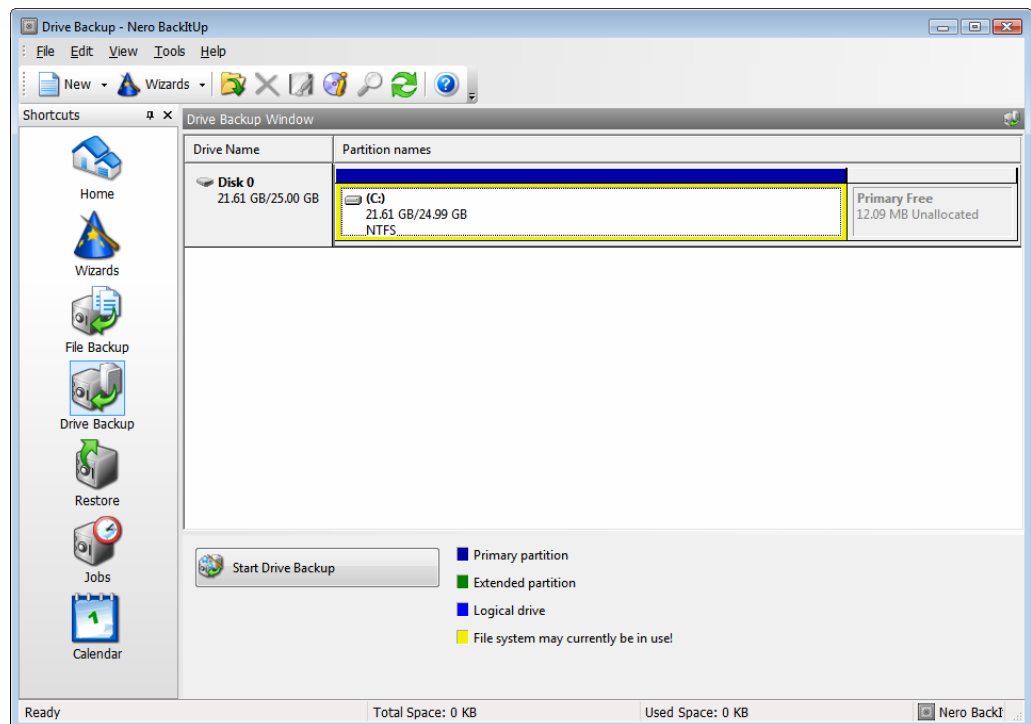 Drive Backup - Nero BackItUp
File Edit View Tools Help
New Wizards
Shortcuts
Drive Backup Window
Home
Wizards
File Backup
Drive Backup
Restore
Jobs
1
Calendar
Drive Name Partition names
Disk 0
21.61 GB/25.00 GB
(C:)
21.61 GB/24.99 GB
NTFS
Primary Free
12.09 MB Unallocated
Start Drive Backup
Primary partition
Extended partition
Logical drive
File system may currently be in use!
Ready Total Space: 0 KB Used Space: 0 KB Nero BackI